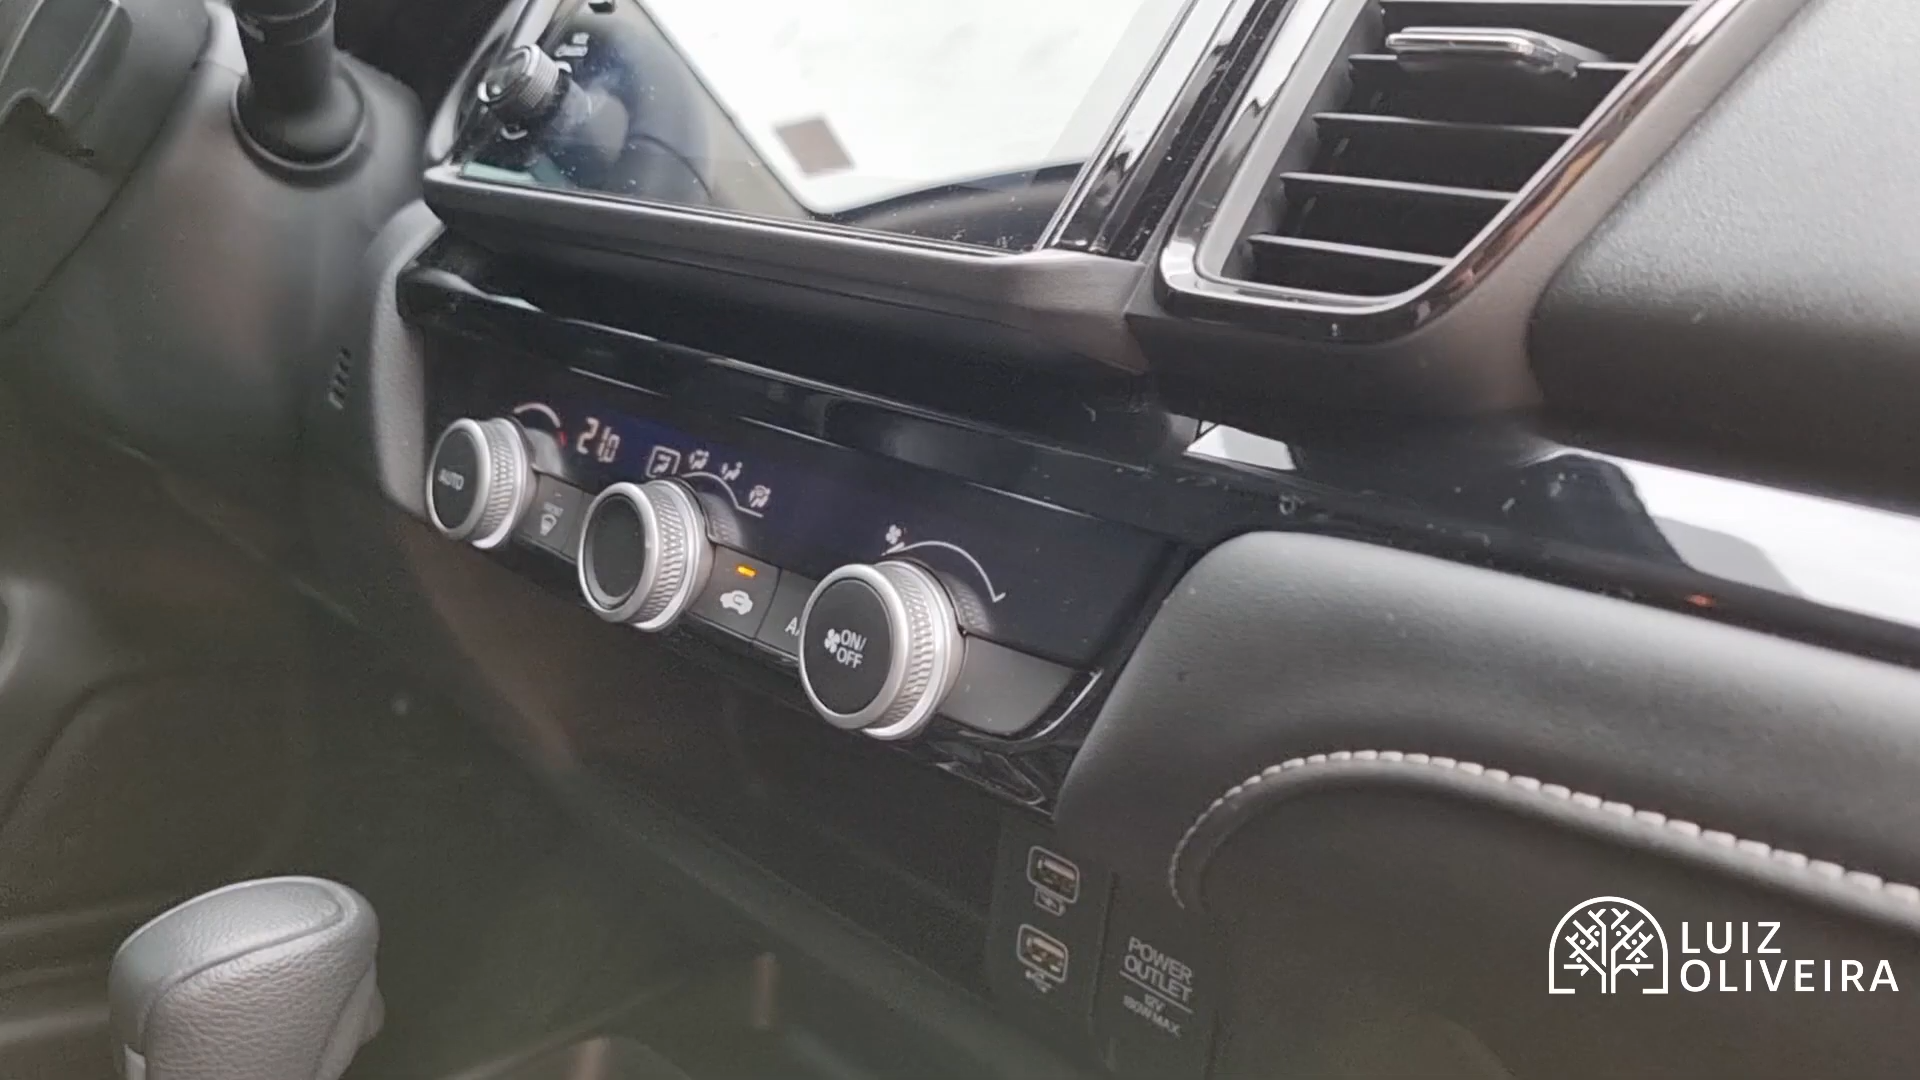 21.0
AUTO
ON/
OFF
POWER
OUTLET
12V
180W MAX
LUIZ
OLIVEIRA